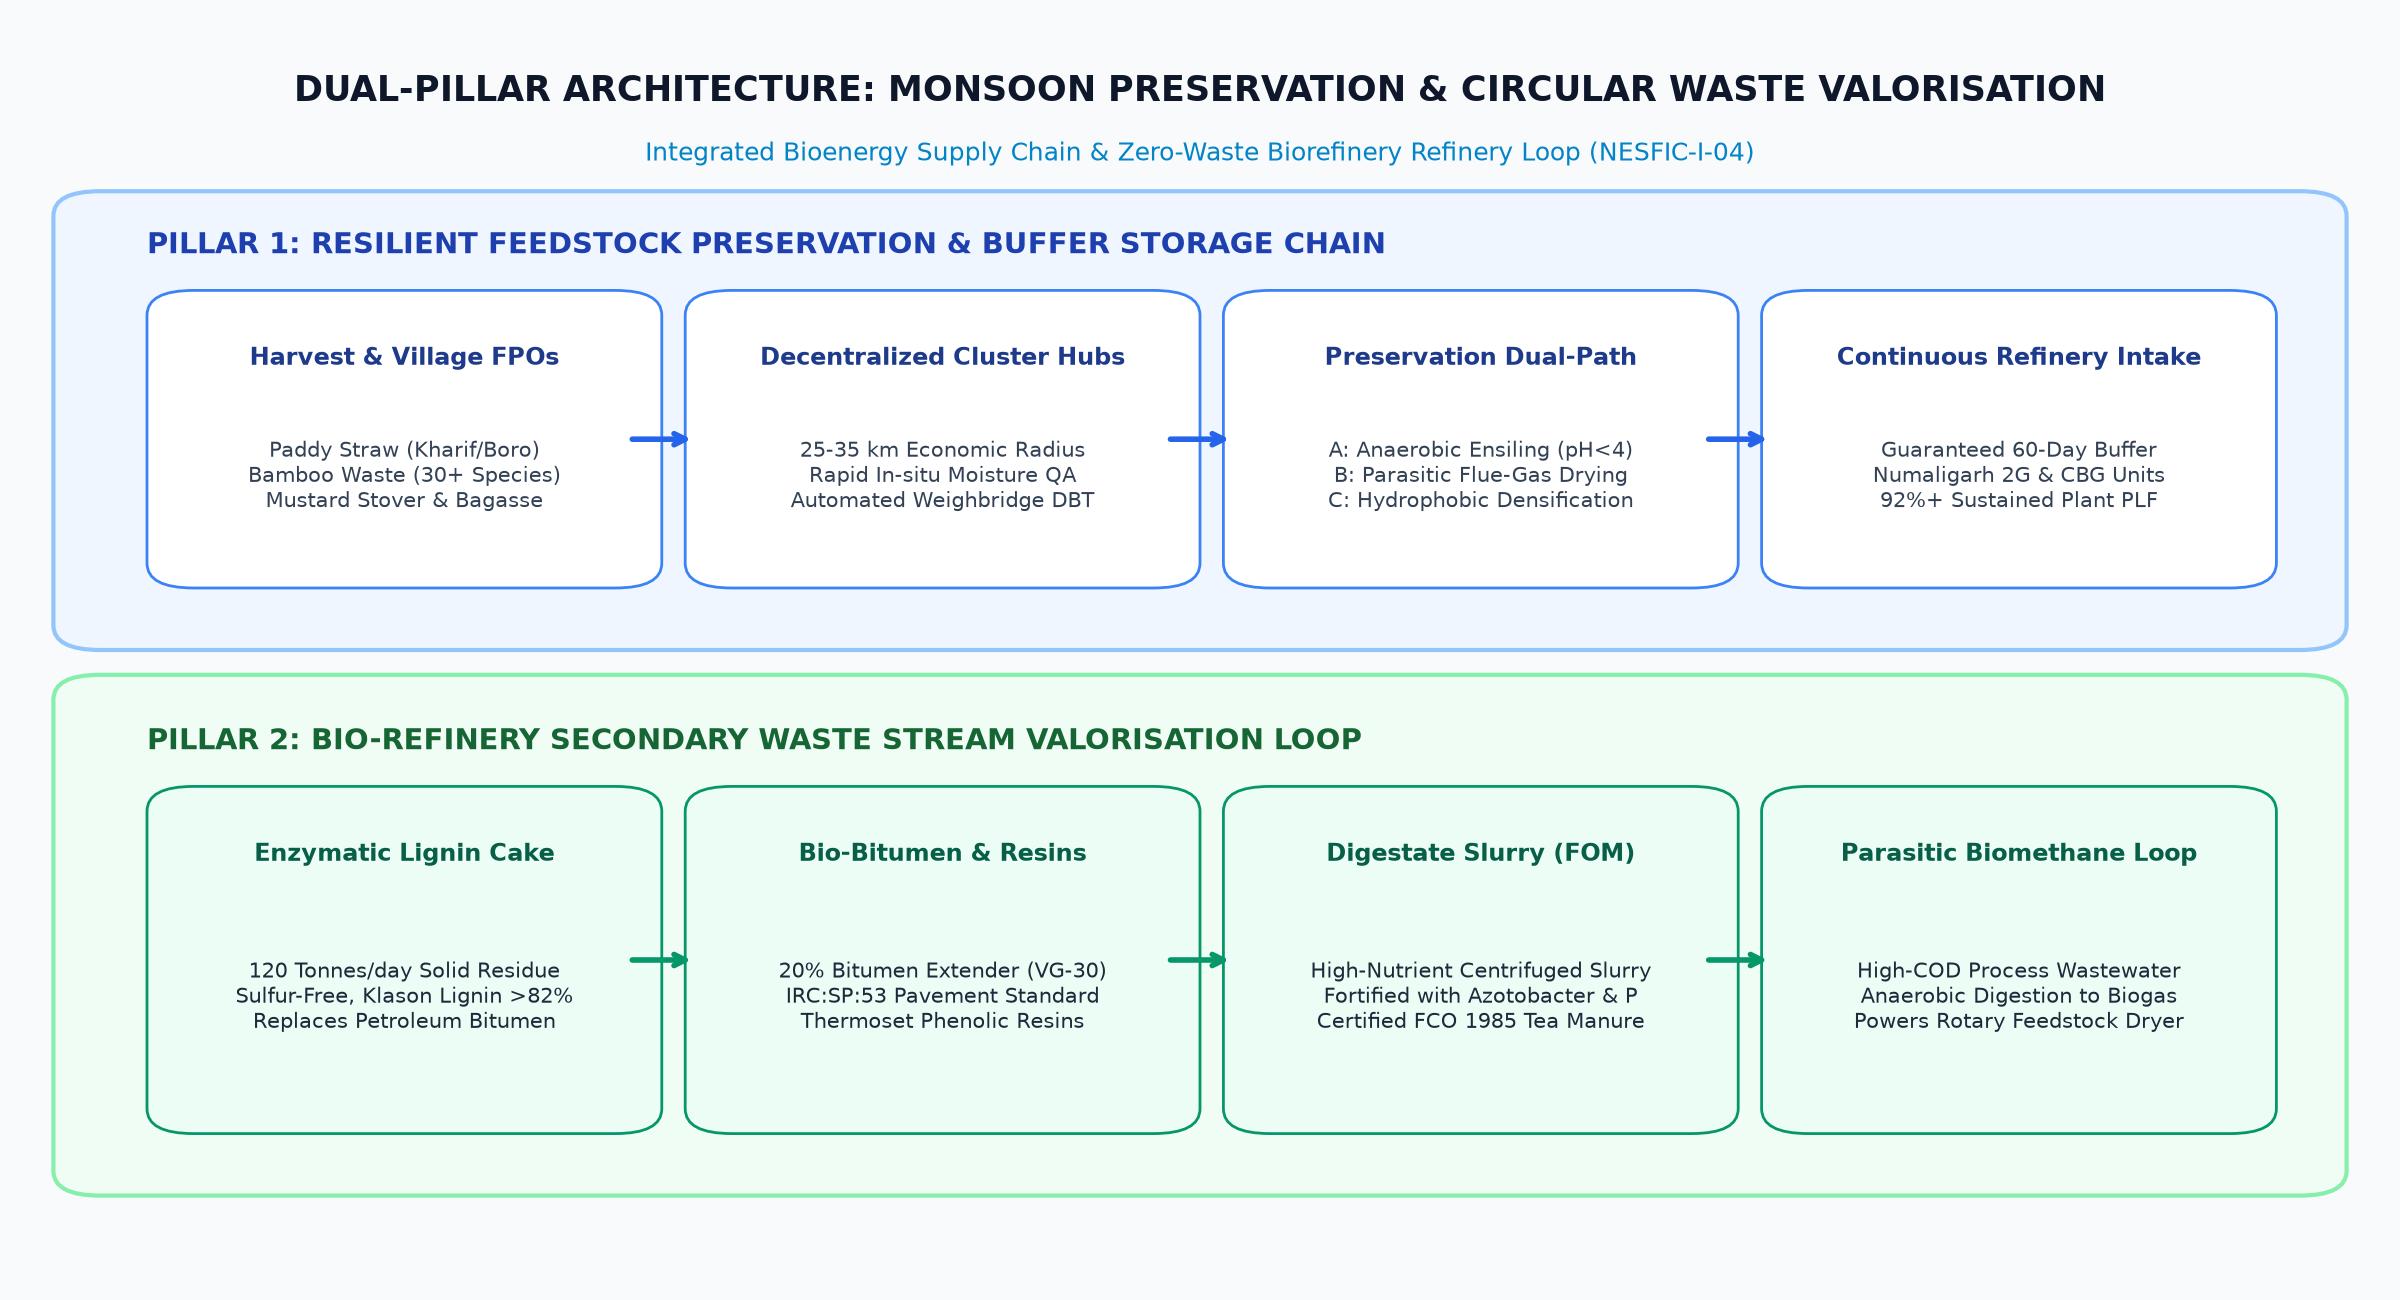 DUAL-PILLAR ARCHITECTURE: MONSOON PRESERVATION & CIRCULAR WASTE VALORISATION
Integrated Bioenergy Supply Chain & Zero-Waste Biorefinery Refinery Loop (NESFIC-I-04)
PILLAR 1: RESILIENT FEEDSTOCK PRESERVATION & BUFFER STORAGE CHAIN
Harvest & Village FPOs
Paddy Straw (Kharif/Boro)
Bamboo Waste (30+ Species)
Mustard Stover & Bagasse
Decentralized Cluster Hubs
25-35 km Economic Radius
Rapid In-situ Moisture QA
Automated Weighbridge DBT
Preservation Dual-Path
A: Anaerobic Ensiling (pH<4)
B: Parasitic Flue-Gas Drying
C: Hydrophobic Densification
Continuous Refinery Intake
Guaranteed 60-Day Buffer
Numaligarh 2G & CBG Units
92%+ Sustained Plant PLF
PILLAR 2: BIO-REFINERY SECONDARY WASTE STREAM VALORISATION LOOP
Enzymatic Lignin Cake
120 Tonnes/day Solid Residue
Sulfur-Free, Klason Lignin >82%
Replaces Petroleum Bitumen
Bio-Bitumen & Resins
20% Bitumen Extender (VG-30)
IRC:SP:53 Pavement Standard
Thermoset Phenolic Resins
Digestate Slurry (FOM)
High-Nutrient Centrifuged Slurry
Fortified with Azotobacter & P
Certified FCO 1985 Tea Manure
Parasitic Biomethane Loop
High-COD Process Wastewater
Anaerobic Digestion to Biogas
Powers Rotary Feedstock Dryer